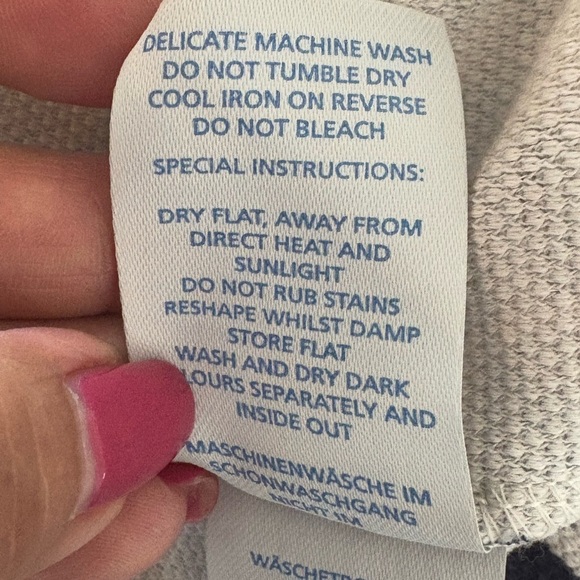 DELICATE MACHINE WASH
DO NOT TUMBLE DRY
COOL IRON ON REVERSE
DO NOT BLEACH
SPECIAL INSTRUCTIONS:
DRY FLAT, AWAY FROM
DIRECT HEAT AND
SUNLIGHT
DO NOT RUB STAINS
RESHAPE WHILST DAMP
STORE FLAT
WASH AND DRY DARK
LOURS SEPARATELY AND
INSIDE OUT
MASCHINENWÄSCHE IM
SCHONWASCHGANG
NICHT IM